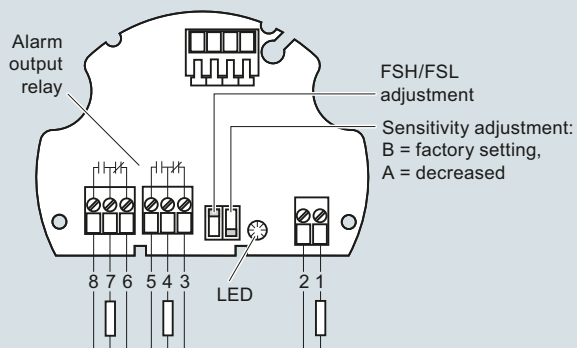 Alarm
output
relay
FSH/FSL
adjustment
Sensitivity adjustment:
B = factory setting,
A = decreased
8 7 6 5 4 3 2 1
LED